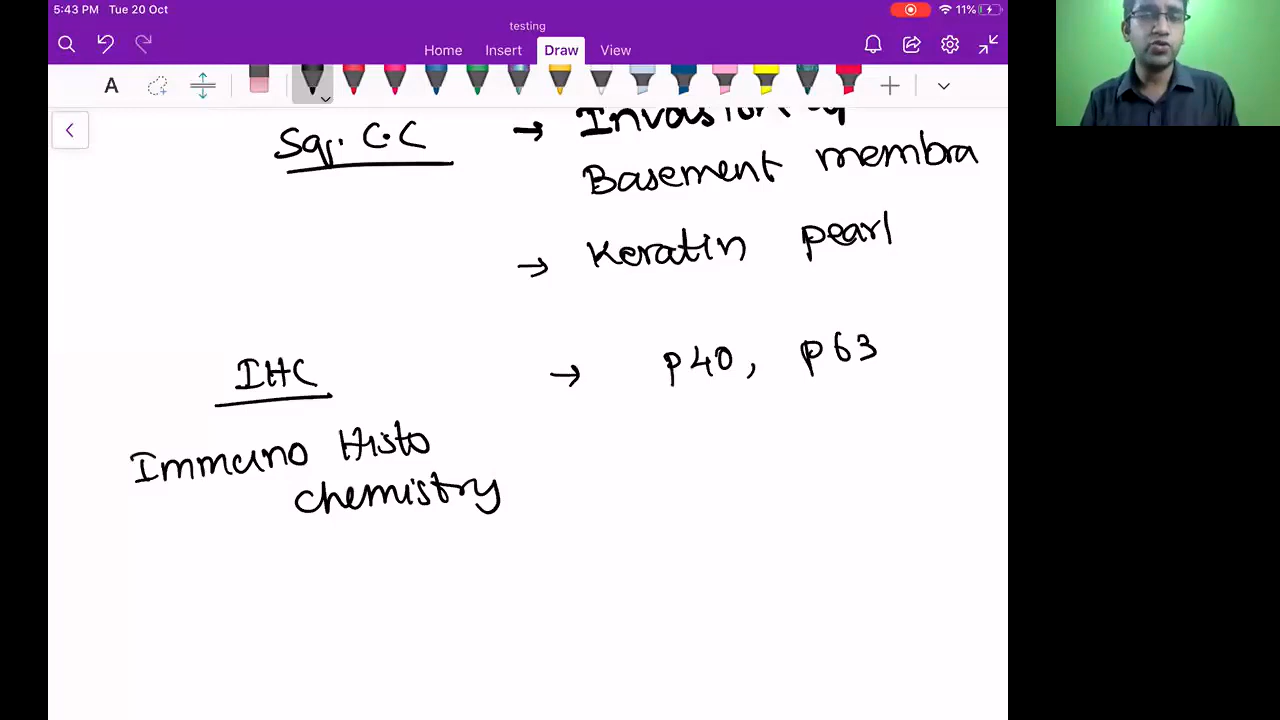 5:43 PM Tue 20 Oct
11%
testing
Home Insert Draw View
A
Sq. C.C → Invasion of
Basement membra
→ Keratin pearl
IHC → p40, p63
Immuno Histo
chemistry